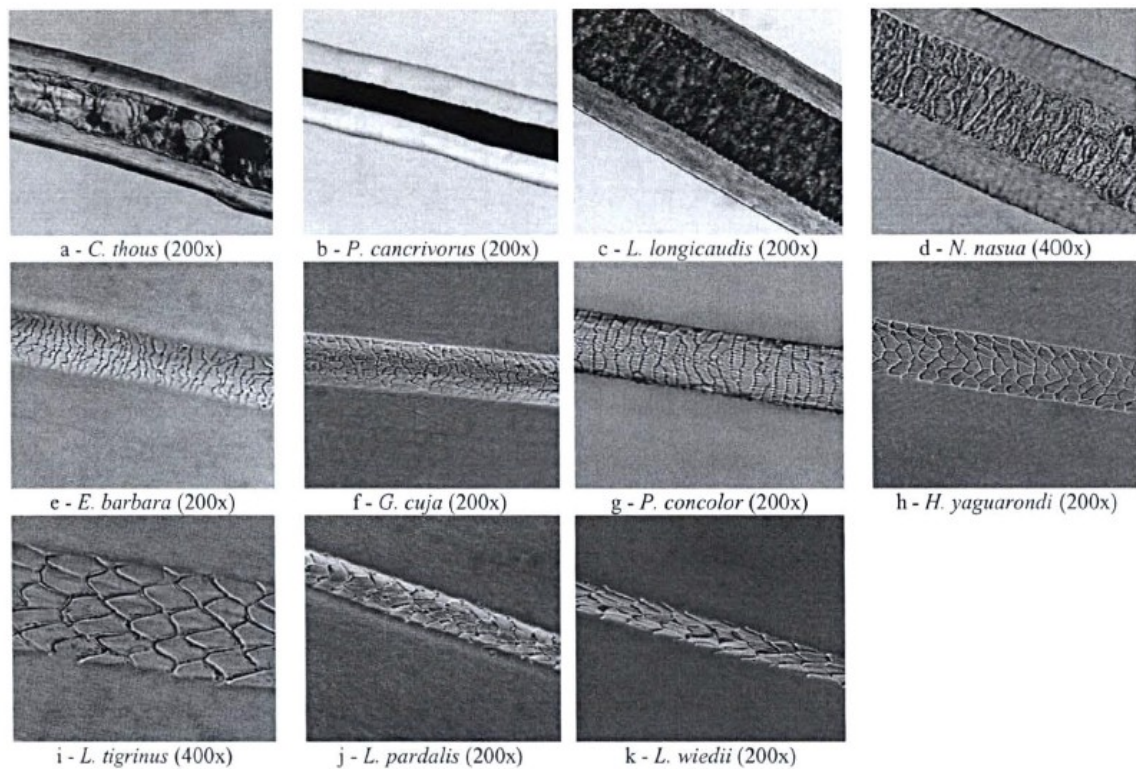 a - C. thous (200x)
b - P. cancrivorus (200x)
c - L. longicaudis (200x)
d - N. nasua (400x)
e - E. barbara (200x)
f - G. cuja (200x)
g - P. concolor (200x)
h - H. yaguarondi (200x)
i - L. tigrinus (400x)
j - L. pardalis (200x)
k - L. wiedii (200x)